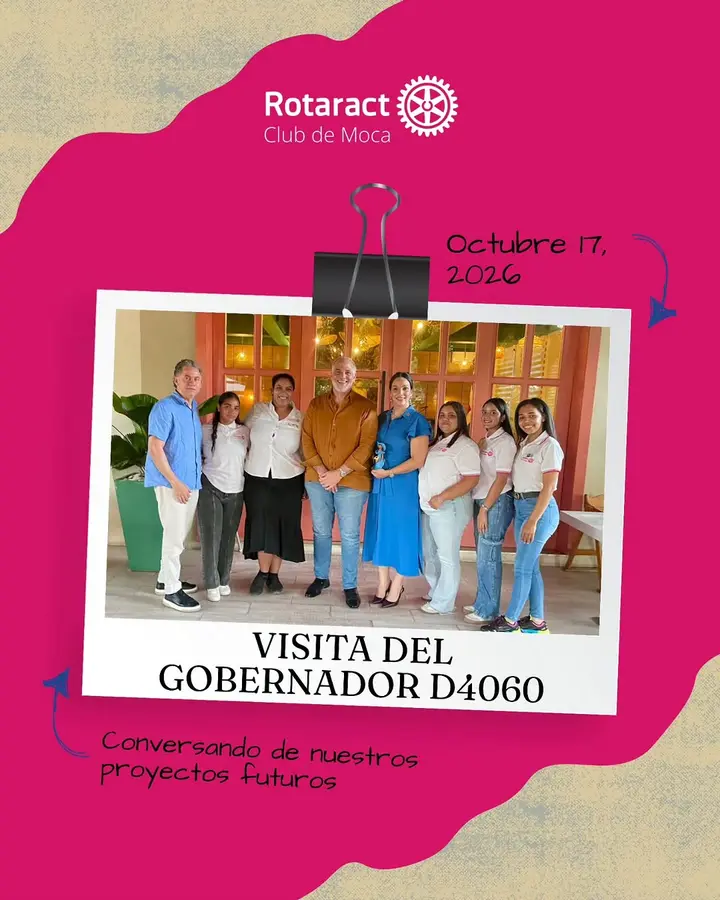 Rotaract
Club de Moca
Octubre 17,
2026
VISITA DEL
GOBERNADOR D4060
Conversando de nuestros
proyectos futuros